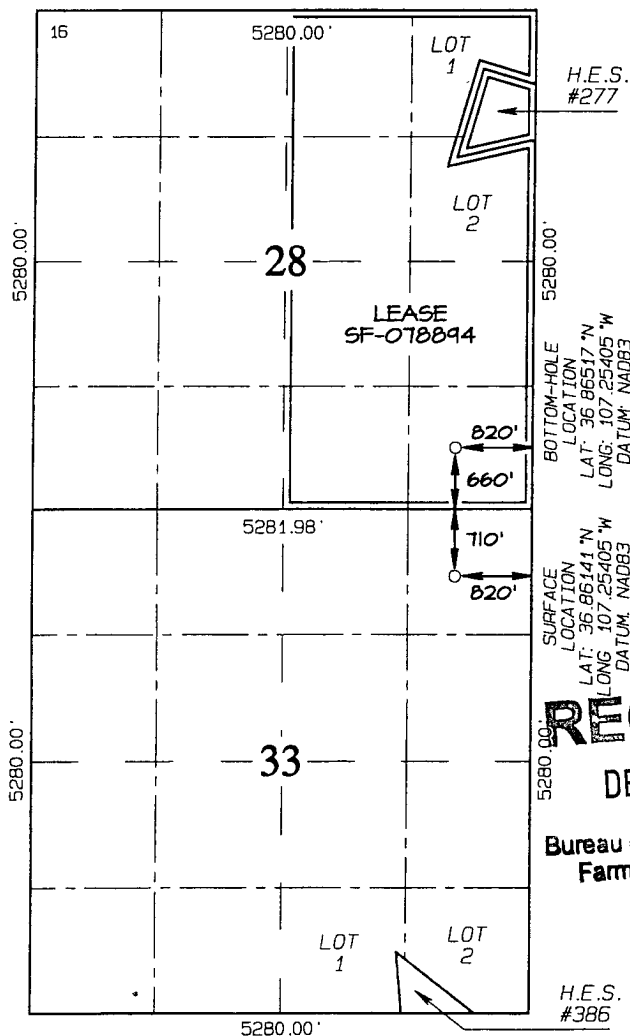 16
5280.00'
LOT
1
H.E.S.
#277
LOT
2
5280.00'
28
5280.00'
LEASE
SF-078894
BOTTOM-HOLE
LOCATION
LAT: 36.86517 °N
LONG: 107.25405 °W
DATUM: NAD83
820'
660'
5281.98'
710'
820'
SURFACE
LOCATION
LAT: 36.86141 °N
LONG 107.25405 °W
DATUM. NAD83
5280.00'
33
5280.00'
Bureau
Farm
LOT
1
LOT
2
H.E.S.
#386
5280.00'